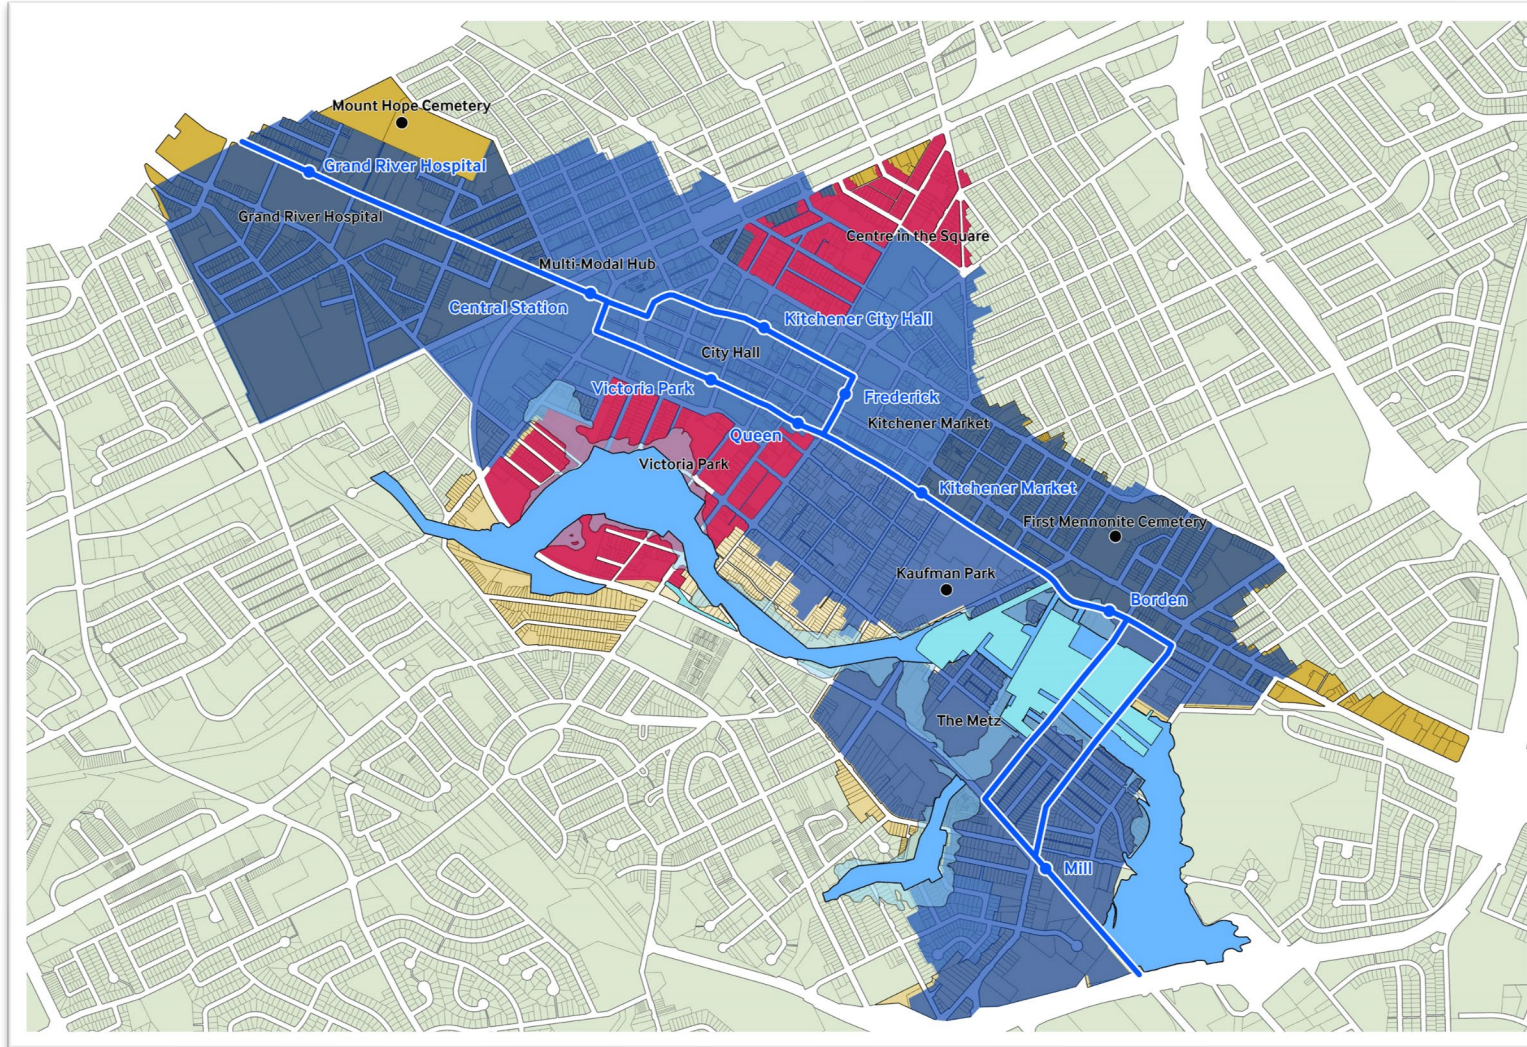 Mount Hope Cemetery
Grand River Hospital
Grand River Hospital
Centre in the Square
Multi-Modal Hub
Central Station
Kitchener City Hall
City Hall
Victoria Park
Frederick
Kitchener Market
Queen
Victoria Park
Kitchener Market
First Mennonite Cemetery
Kaufman Park
Borden
The Metz
Mill